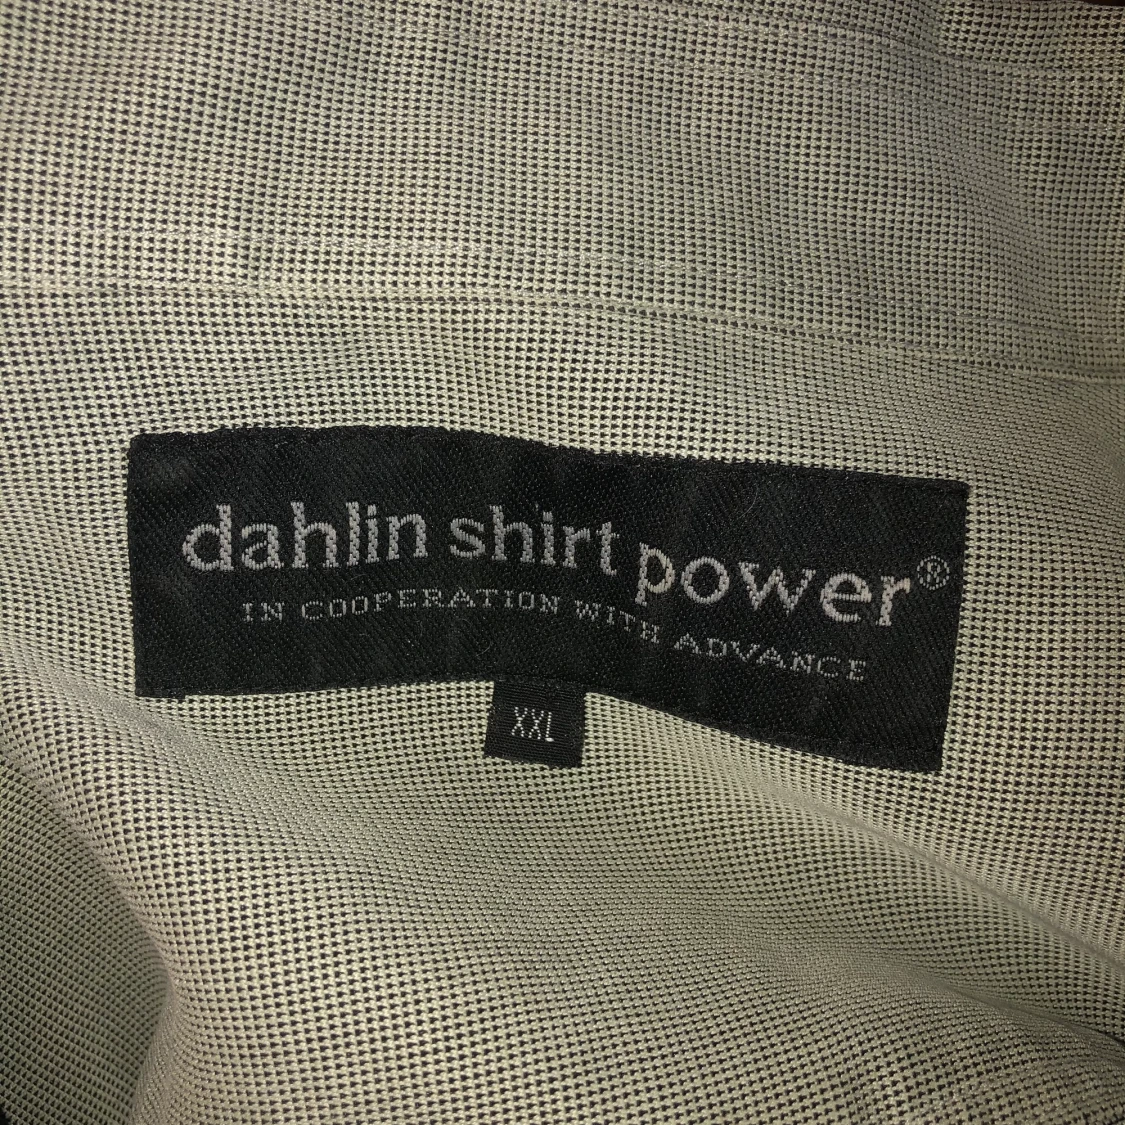 dahlin shirt power®
IN COOPERATION WITH ADVANCE
XXL